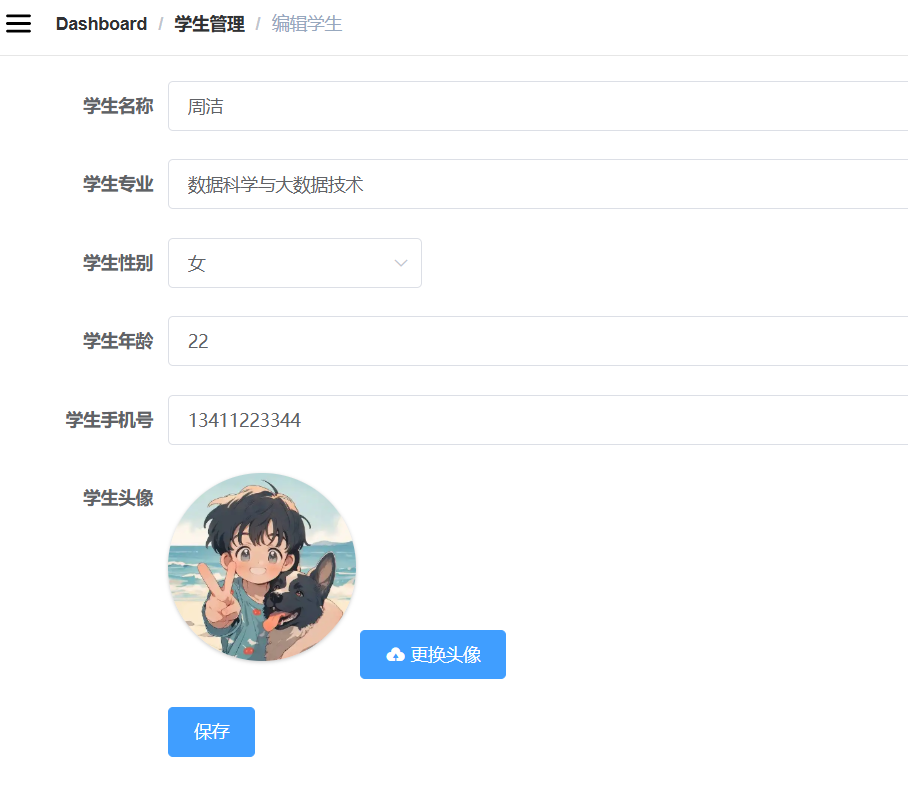 Dashboard / 学生管理 / 编辑学生
学生名称 周洁
学生专业 数据科学与大数据技术
学生性别 女
学生年龄 22
学生手机号 13411223344
学生头像
更换头像
保存